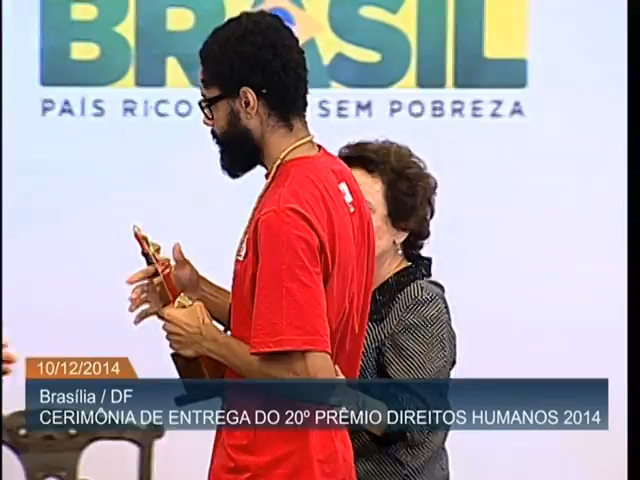 BRASIL
PAÍS RICO SEM POBREZA
10/12/2014
Brasília / DF
CERIMÔNIA DE ENTREGA DO 20º PRÊMIO DIREITOS HUMANOS 2014